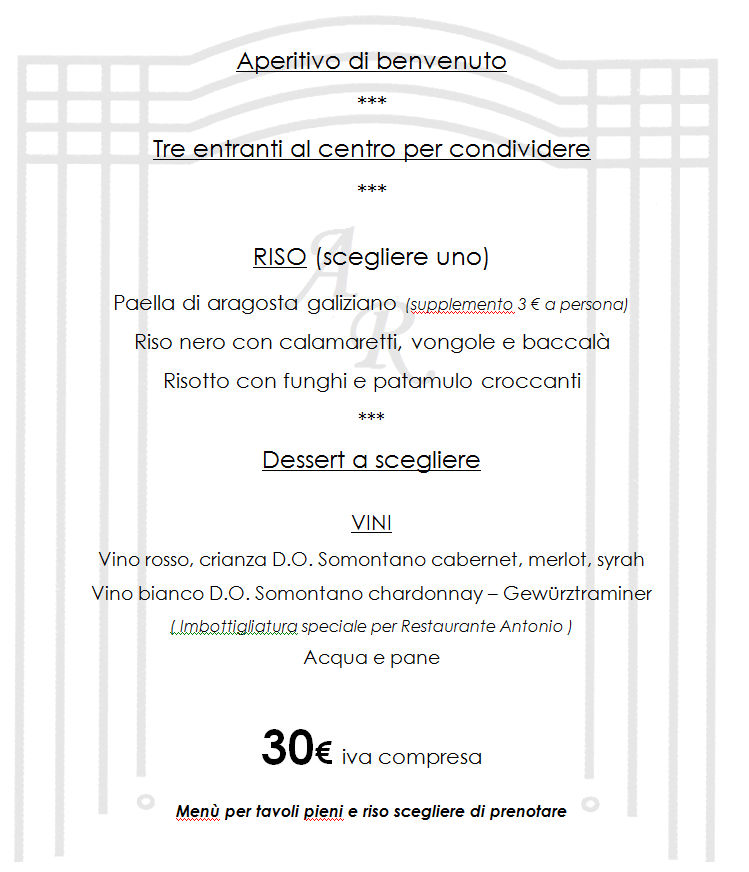 Aperitivo di benvenuto
***
Tre entranti al centro per condividere
***
A
R.
RISO (scegliere uno)
Paella di aragosta galiziano (supplemento 3 € a persona)
Riso nero con calamaretti, vongole e baccalà
Risotto con funghi e patamulo croccanti
***
Dessert a scegliere
VINI
Vino rosso, crianza D.O. Somontano cabernet, merlot, syrah
Vino bianco D.O. Somontano chardonnay – Gewürztraminer
( Imbottigliatura speciale per Restaurante Antonio )
Acqua e pane
30€ iva compresa
Menù per tavoli pieni e riso scegliere di prenotare